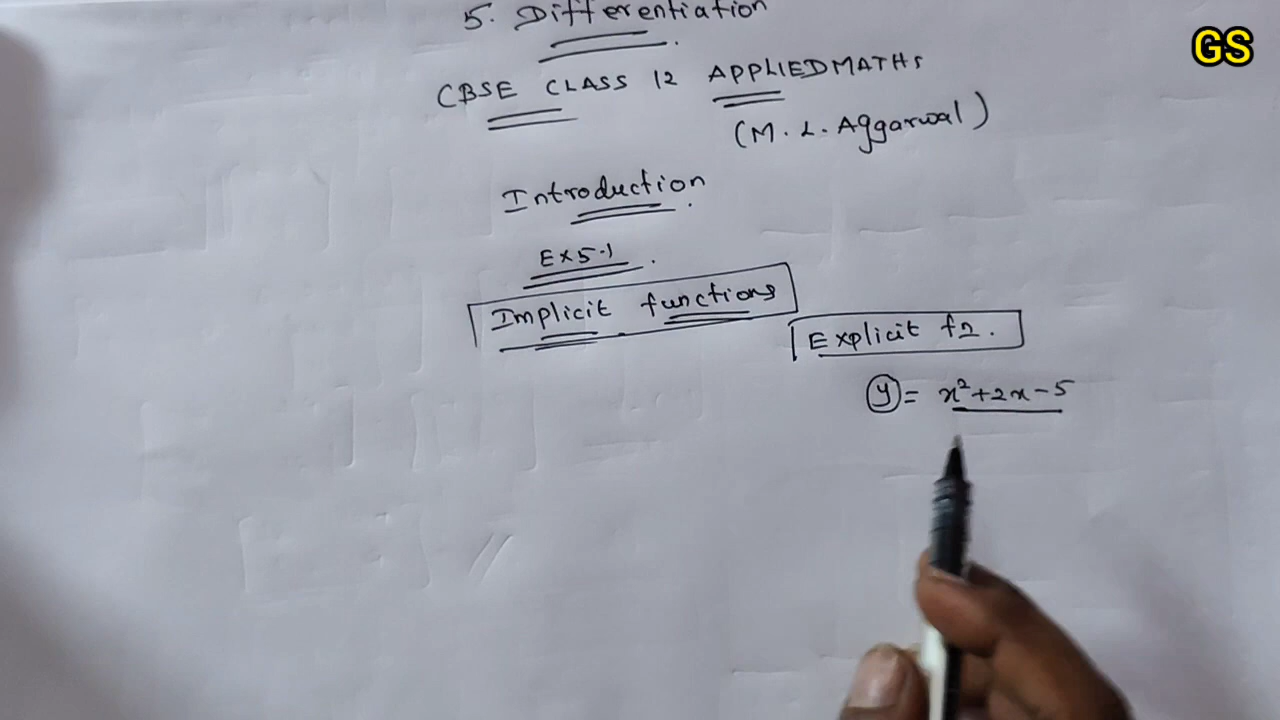 5. Differentiation
GS
CBSE CLASS 12 APPLIEDMATHS
(M. L. Aggarwal)
Introduction
Ex 5.1.
Implicit functions
Explicit fn.
y = x²+2x-5